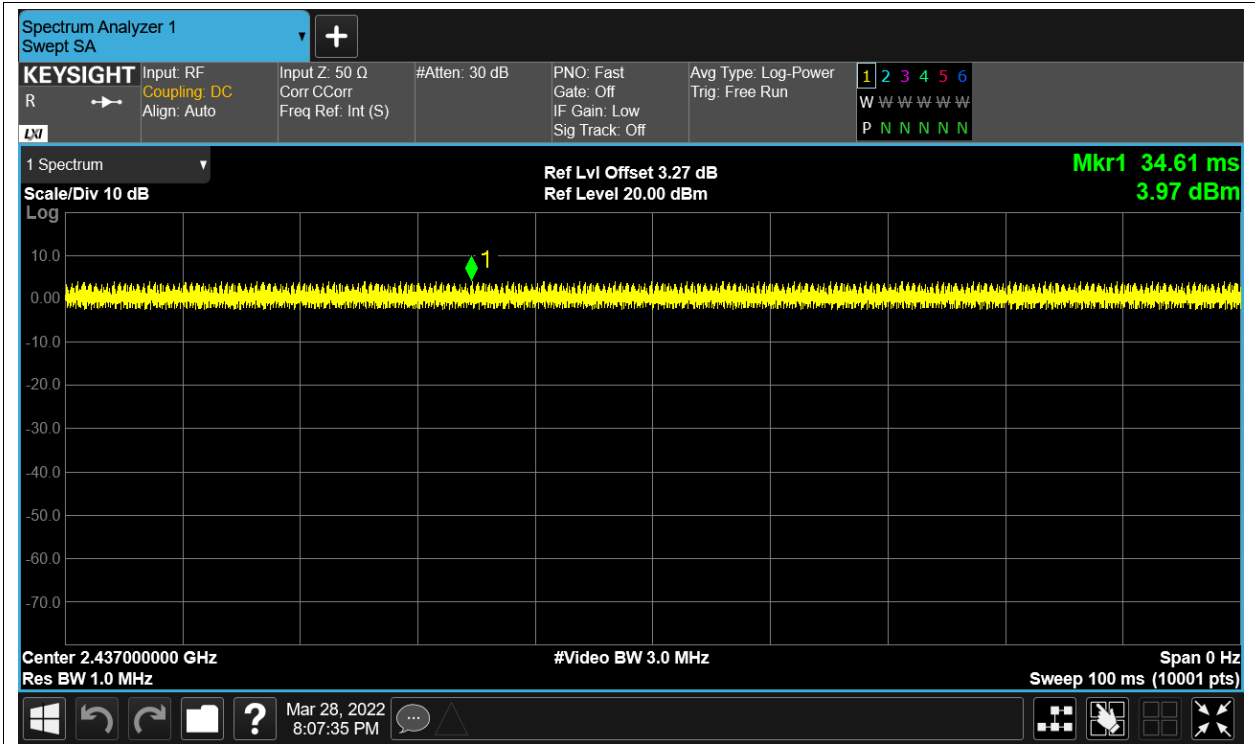 Spectrum Analyzer 1
Swept SA
KEYSIGHT
R
LXI
Input: RF
Coupling: DC
Align: Auto
Input Z: 50 Ω
Corr CCorr
Freq Ref: Int (S)
#Atten: 30 dB
PNO: Fast
Gate: Off
IF Gain: Low
Sig Track: Off
Avg Type: Log-Power
Trig: Free Run
1 2 3 4 5 6
W W W W W W
P N N N N N
1 Spectrum
Scale/Div 10 dB
Log
Ref Lvl Offset 3.27 dB
Ref Level 20.00 dBm
Mkr1 34.61 ms
3.97 dBm
1
10.0
0.00
-10.0
-20.0
-30.0
-40.0
-50.0
-60.0
-70.0
Center 2.437000000 GHz
Res BW 1.0 MHz
#Video BW 3.0 MHz
Span 0 Hz
Sweep 100 ms (10001 pts)
?
Mar 28, 2022
8:07:35 PM